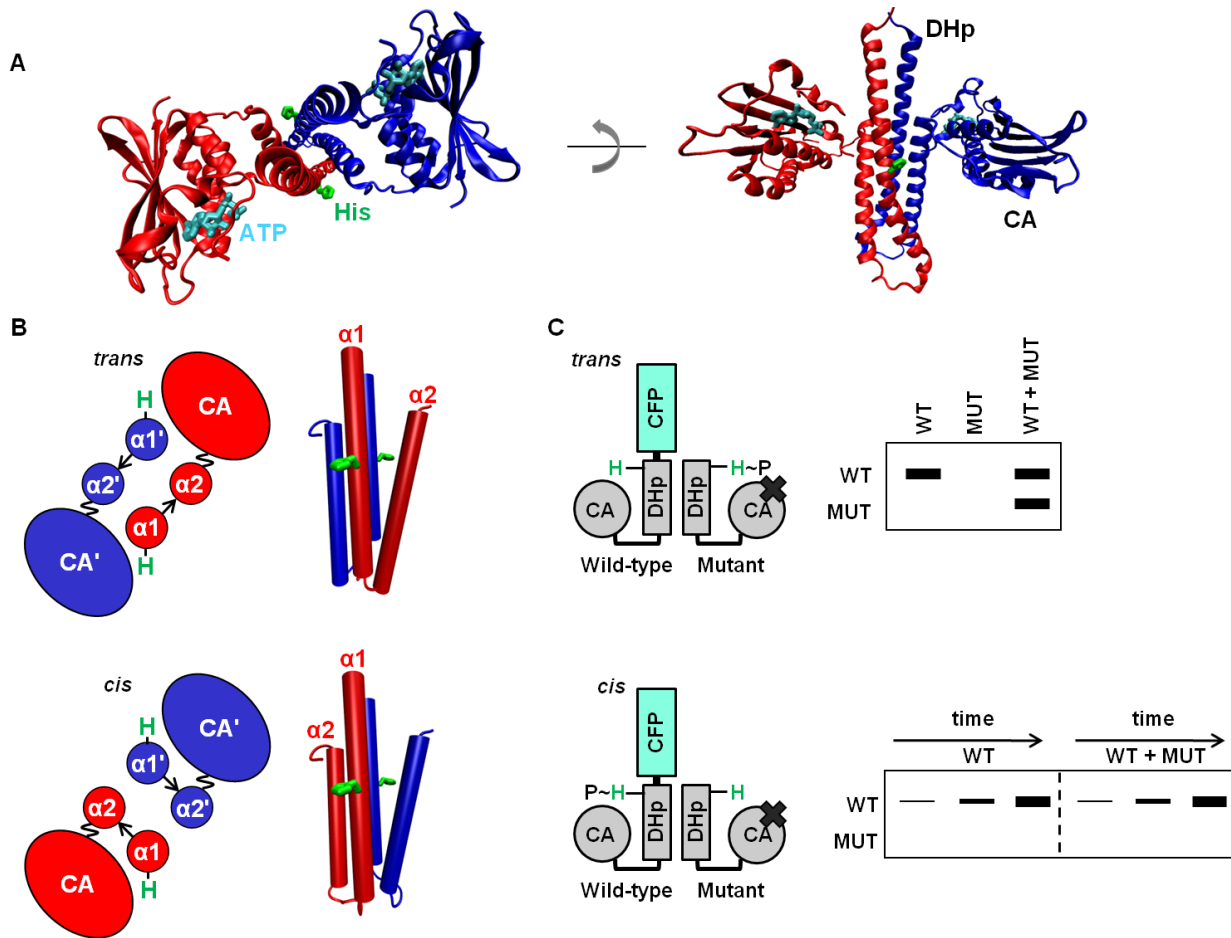 A
His
ATP
DHp
CA
B
trans
H
CA
α1'
α2'
α2
α1
CA'
H
α1
α2
cis
H
CA'
α1'
α2
α2'
α1
CA
H
α1
α2
C
trans
CFP
H
DHp
DHp
H~P
CA
CA
Wild-type
Mutant
WT
MUT
WT + MUT
WT
MUT
cis
CFP
P~H
DHp
DHp
H
CA
CA
Wild-type
Mutant
time
time
WT
WT + MUT
WT
MUT